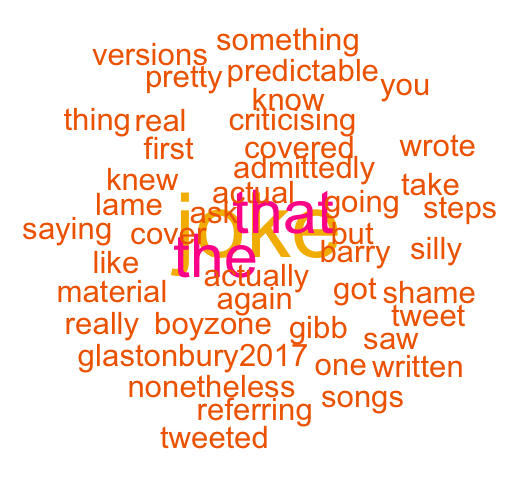 something
versions
pretty predictable you
know
thing real criticising
first covered wrote
admittedly
knew actual take
lame ask that going steps
joke
saying cover but
the barry silly
like actually
material again got shame
really boyzone gibb tweet
saw
glastonbury2017 one written
nonetheless songs
referring
tweeted